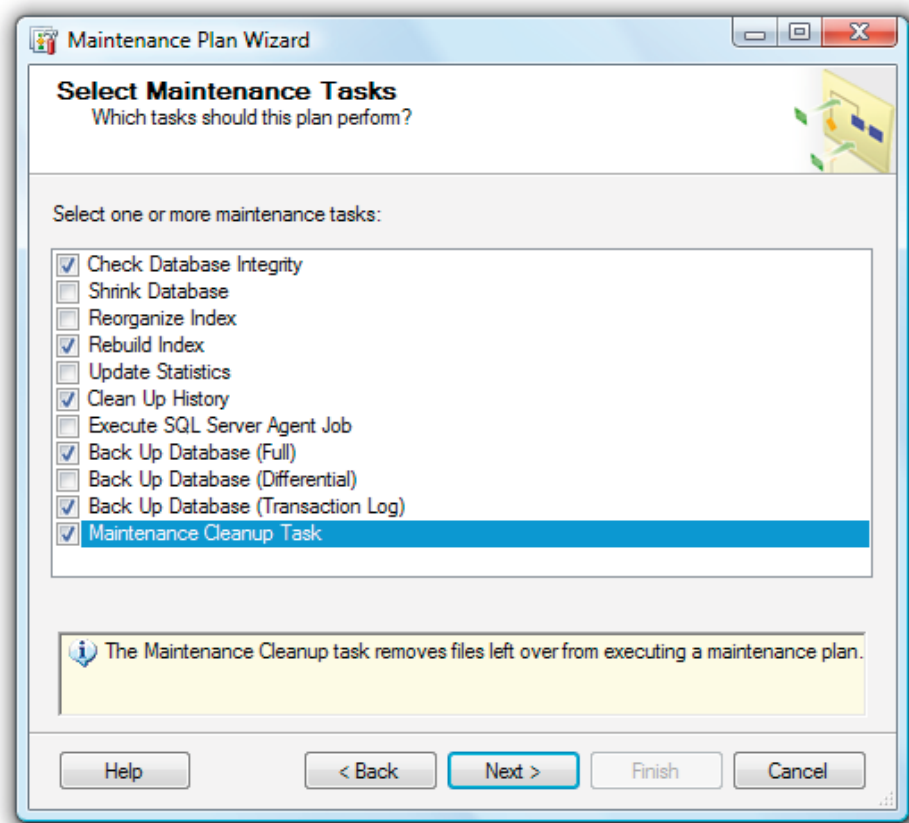 Maintenance Plan Wizard
Select Maintenance Tasks
Which tasks should this plan perform?
Select one or more maintenance tasks:
Check Database Integrity
Shrink Database
Reorganize Index
Rebuild Index
Update Statistics
Clean Up History
Execute SQL Server Agent Job
Back Up Database (Full)
Back Up Database (Differential)
Back Up Database (Transaction Log)
Maintenance Cleanup Task
The Maintenance Cleanup task removes files left over from executing a maintenance plan.
Help < Back Next > Finish Cancel